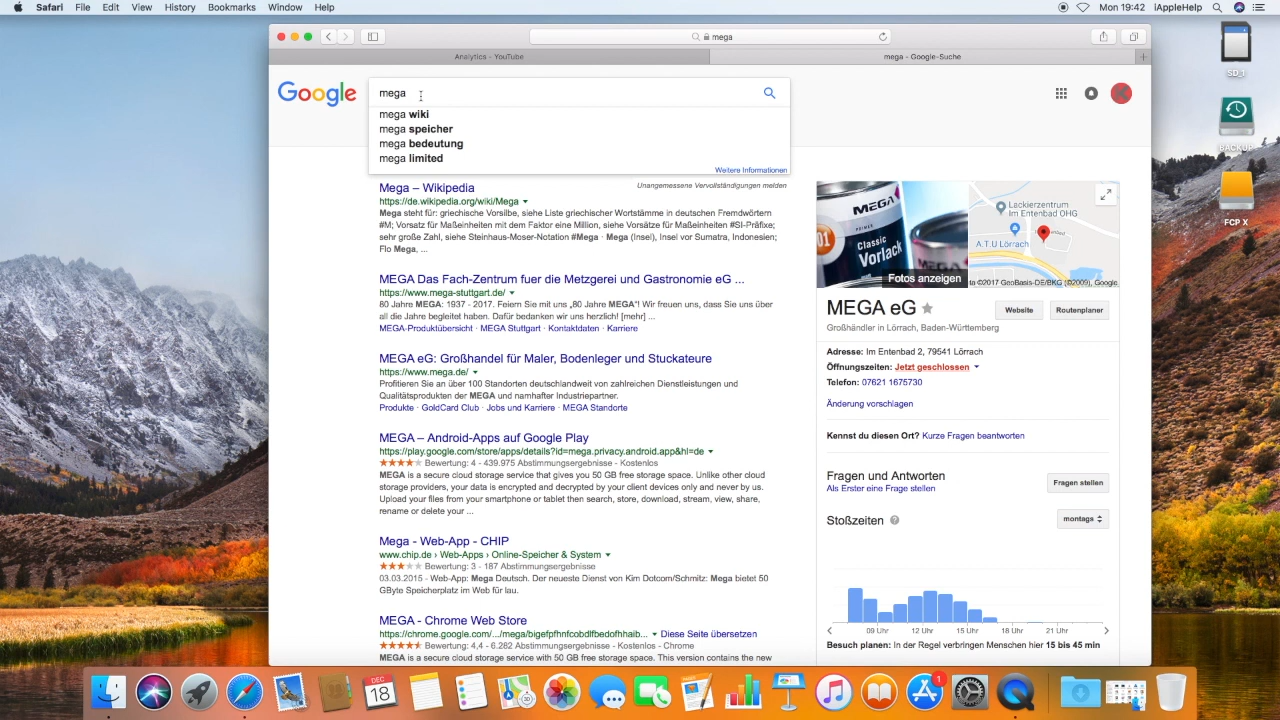 Safari File Edit View History Bookmarks Window Help
Mon 19:42 iAppleHelp
mega
Analytics - YouTube
mega - Google-Suche
Google
mega
mega wiki
mega speicher
mega bedeutung
mega limited
Weitere Informationen
Unangemessene Vervollständigungen melden
Mega – Wikipedia
https://de.wikipedia.org/wiki/Mega
Mega steht für: griechische Vorsilbe, siehe Liste griechischer Wortstämme in deutschen Fremdwörtern
#M; Vorsatz für Maßeinheiten mit dem Faktor eine Million, siehe Vorsätze für Maßeinheiten #SI-Präfixe;
sehr große Zahl, siehe Steinhaus-Moser-Notation #Mega · Mega (Insel), Insel vor Sumatra, Indonesien;
Flo Mega, ...
MEGA Das Fach-Zentrum fuer die Metzgerei und Gastronomie eG ...
https://www.mega-stuttgart.de/
80 Jahre MEGA: 1937 - 2017. Feiern Sie mit uns „80 Jahre MEGA"! Wir freuen uns, dass Sie uns über
all die Jahre begleitet haben. Dafür bedanken wir uns herzlich! [mehr] ...
MEGA-Produktübersicht · MEGA Stuttgart · Kontaktdaten · Karriere
MEGA eG: Großhandel für Maler, Bodenleger und Stuckateure
https://www.mega.de/
Profitieren Sie an über 100 Standorten deutschlandweit von zahlreichen Dienstleistungen und
Qualitätsprodukten der MEGA und namhafter Industriepartner.
Produkte · GoldCard Club · Jobs und Karriere · MEGA Standorte
MEGA – Android-Apps auf Google Play
https://play.google.com/store/apps/details?id=mega.privacy.android.app&hl=de
Bewertung: 4 - 439.975 Abstimmungsergebnisse - Kostenlos
MEGA is a secure cloud storage service that gives you 50 GB free storage space. Unlike other cloud
storage providers, your data is encrypted and decrypted by your client devices only and never by us.
Upload your files from your smartphone or tablet then search, store, download, stream, view, share,
rename or delete your ...
Mega - Web-App - CHIP
www.chip.de › Web-Apps › Online-Speicher & System
Bewertung: 3 - 187 Abstimmungsergebnisse
03.03.2015 - Web-App: Mega Deutsch. Der neueste Dienst von Kim Dotcom/Schmitz: Mega bietet 50
GByte Speicherplatz im Web für lau.
MEGA - Chrome Web Store
https://chrome.google.com/.../mega/bigefpfhnfcobdlfbedofhhaib... Diese Seite übersetzen
Bewertung: 4,4 - 6.282 Abstimmungsergebnisse - Kostenlos - Chrome
MEGA is a secure cloud storage service with 50 GB free storage space. This version contains the new
MEGA
Classic
Vorlack
Fotos anzeigen
Lackierzentrum
Im Entenbad OHG
A.T.U Lörrach
©2017 GeoBasis-DE/BKG (©2009), Google
MEGA eG
Website
Routenplaner
Großhändler in Lörrach, Baden-Württemberg
Adresse: Im Entenbad 2, 79541 Lörrach
Öffnungszeiten: Jetzt geschlossen
Telefon: 07621 1675730
Änderung vorschlagen
Kennst du diesen Ort? Kurze Fragen beantworten
Fragen und Antworten
Als Erster eine Frage stellen
Fragen stellen
Stoßzeiten
montags
09 Uhr 12 Uhr 15 Uhr 18 Uhr 21 Uhr
Besuch planen: In der Regel verbringen Menschen hier 15 bis 45 min
SD_1
BACKUP
FCP X
DEC
18
1